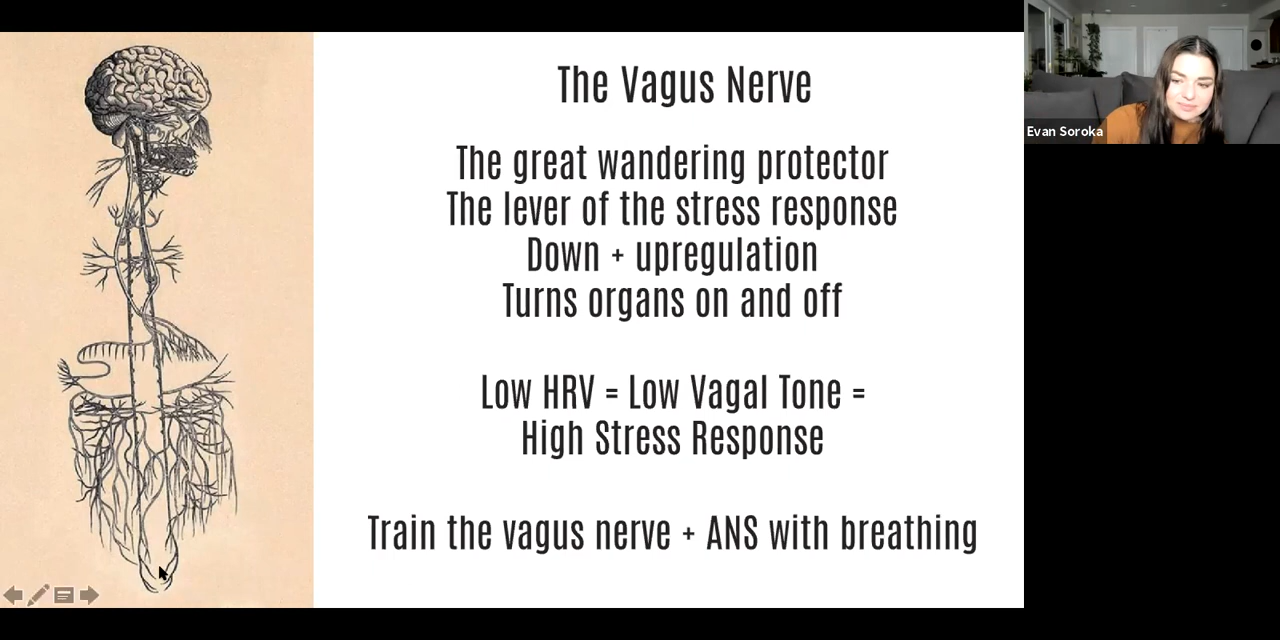 The Vagus Nerve
The great wandering protector
The lever of the stress response
Down + upregulation
Turns organs on and off
Low HRV = Low Vagal Tone =
High Stress Response
Train the vagus nerve + ANS with breathing
Evan Soroka